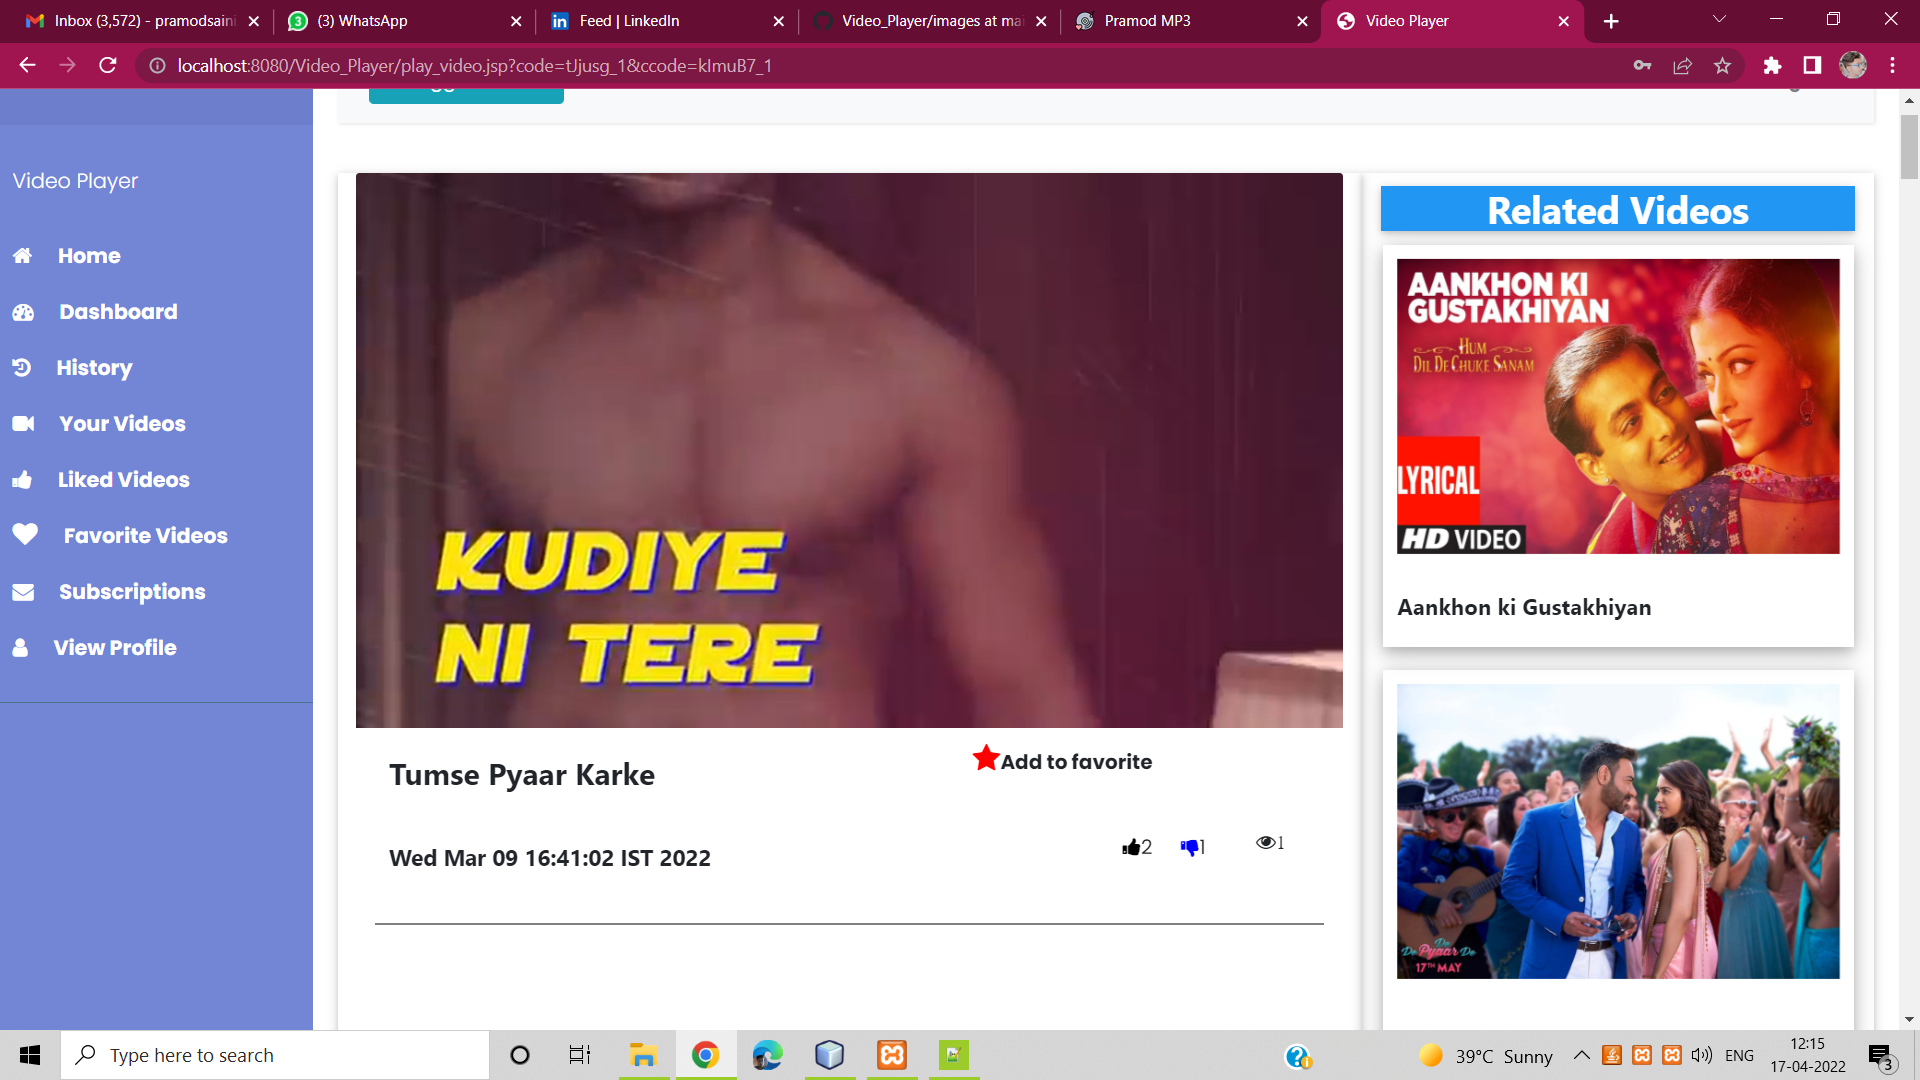 Inbox (3,572) - pramodsaini
(3) WhatsApp
Feed | LinkedIn
Video_Player/images at mai
Pramod MP3
Video Player
localhost:8080/Video_Player/play_video.jsp?code=tJjusg_1&ccode=kImuB7_1
Video Player
Home
Dashboard
History
Your Videos
Liked Videos
Favorite Videos
Subscriptions
View Profile
KUDIYE
NI TERE
Tumse Pyaar Karke
Add to favorite
Wed Mar 09 16:41:02 IST 2022
2
1
1
Related Videos
AANKHON KI
GUSTAKHIYAN
HUM
DIL DE CHUKE SANAM
LYRICAL
HD VIDEO
Aankhon ki Gustakhiyan
De
De Pyaar De
17TH MAY
Type here to search
39°C Sunny
ENG
12:15
17-04-2022
3